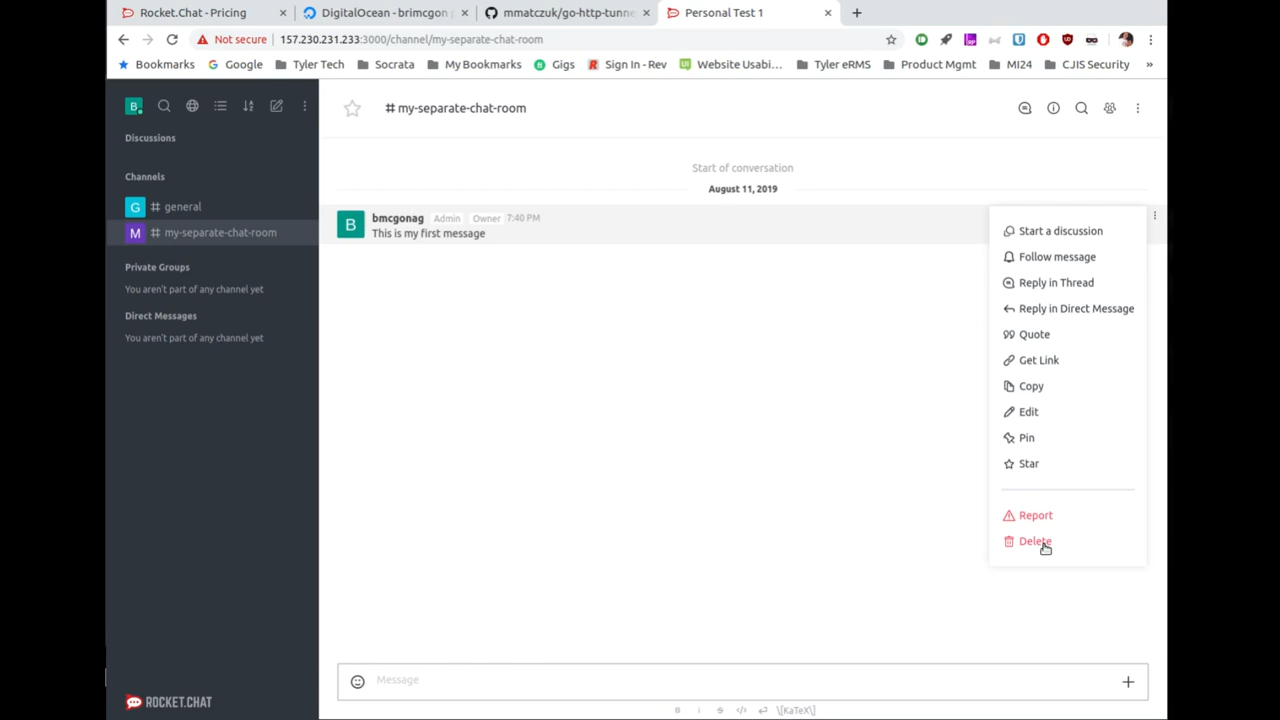 Rocket.Chat - Pricing
DigitalOcean - brimcgon
mmatczuk/go-http-tunne
Personal Test 1
Not secure 157.230.231.233:3000/channel/my-separate-chat-room
Bookmarks Google Tyler Tech Socrata My Bookmarks Gigs Sign In - Rev Website Usabi... Tyler eRMS Product Mgmt MI24 CJIS Security »
B
Discussions
Channels
G # general
M # my-separate-chat-room
Private Groups
You aren't part of any channel yet
Direct Messages
You aren't part of any channel yet
ROCKET.CHAT
# my-separate-chat-room
Start of conversation
August 11, 2019
B
bmcgonag Admin Owner 7:40 PM
This is my first message
Start a discussion
Follow message
Reply in Thread
Reply in Direct Message
Quote
Get Link
Copy
Edit
Pin
Star
Report
Delete
Message
B i S </> \[KaTeX\]